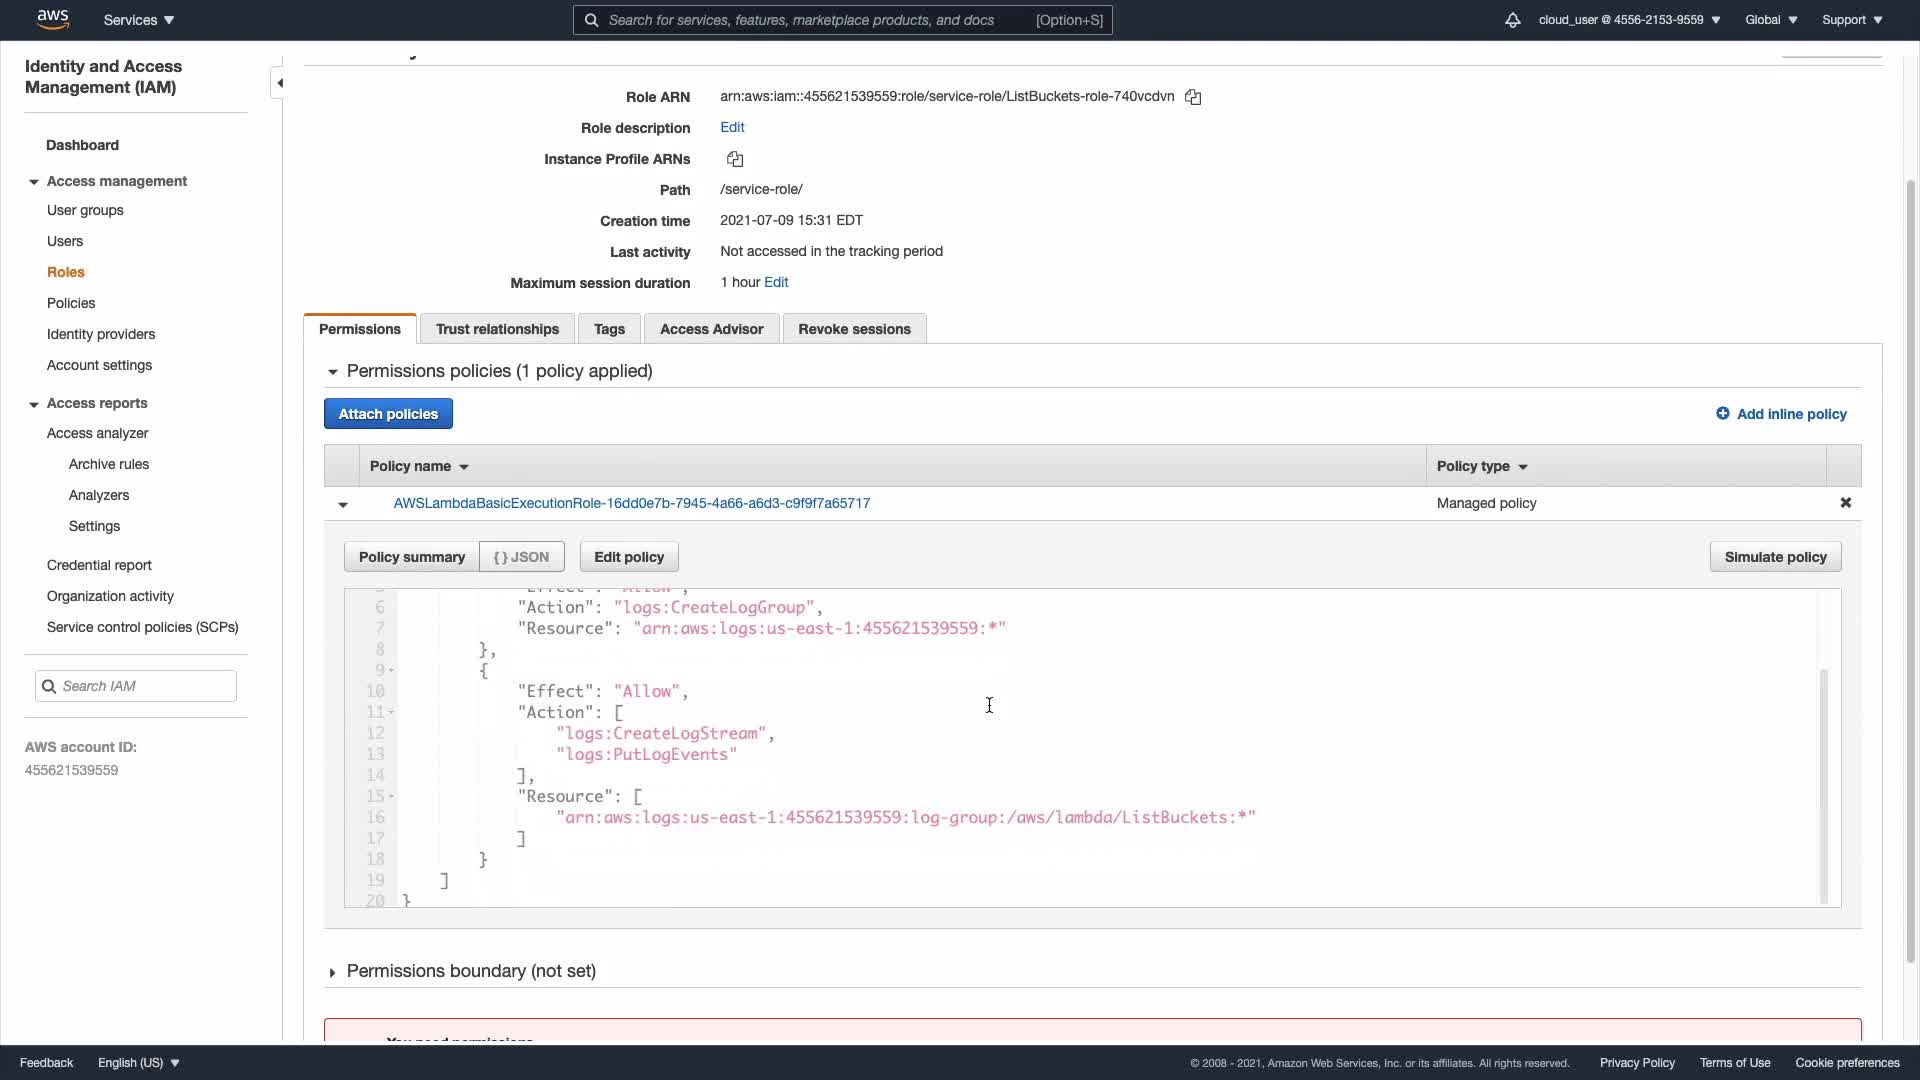 aws Services ▼ Search for services, features, marketplace products, and docs [Option+S] cloud_user @ 4556-2153-9559 ▼ Global ▼ Support ▼
Identity and Access
Management (IAM)
Dashboard
Access management
User groups
Users
Roles
Policies
Identity providers
Account settings
Access reports
Access analyzer
Archive rules
Analyzers
Settings
Credential report
Organization activity
Service control policies (SCPs)
Search IAM
AWS account ID:
455621539559
Role ARN arn:aws:iam::455621539559:role/service-role/ListBuckets-role-740vcdvn
Role description Edit
Instance Profile ARNs
Path /service-role/
Creation time 2021-07-09 15:31 EDT
Last activity Not accessed in the tracking period
Maximum session duration 1 hour Edit
Permissions Trust relationships Tags Access Advisor Revoke sessions
Permissions policies (1 policy applied)
Attach policies Add inline policy
Policy name Policy type
AWSLambdaBasicExecutionRole-16dd0e7b-7945-4a66-a6d3-c9f9f7a65717 Managed policy
Policy summary { } JSON Edit policy Simulate policy
5 "Effect": "Allow",
6 "Action": "logs:CreateLogGroup",
7 "Resource": "arn:aws:logs:us-east-1:455621539559:*"
8 },
9 {
10 "Effect": "Allow",
11 "Action": [
12 "logs:CreateLogStream",
13 "logs:PutLogEvents"
14 ],
15 "Resource": [
16 "arn:aws:logs:us-east-1:455621539559:log-group:/aws/lambda/ListBuckets:*"
17 ]
18 }
19 ]
20 }
Permissions boundary (not set)
You need permissions
Feedback English (US) ▼ © 2008 - 2021, Amazon Web Services, Inc. or its affiliates. All rights reserved. Privacy Policy Terms of Use Cookie preferences